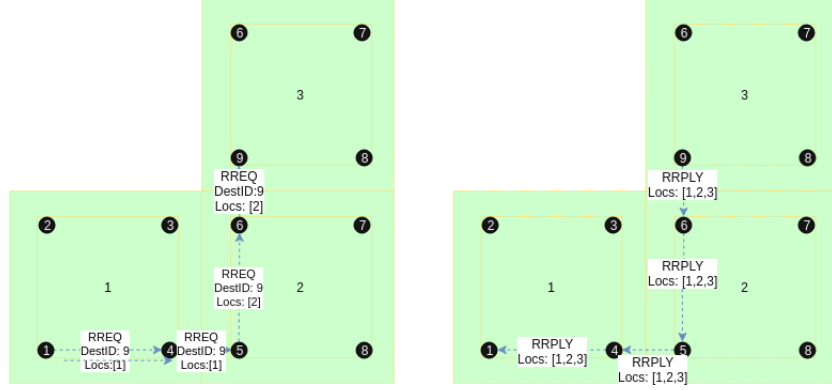 6 7
3
9 8
RREQ
DestID:9
Locs: [2]
2 3 6 7
RREQ
DestID: 9
Locs: [2]
1 2
RREQ
DestID: 9
Locs:[1]
RREQ
DestID: 9
Locs:[1]
1 4 5 8
6 7
3
9 8
RRPLY
Locs: [1,2,3]
2 3 6 7
RRPLY
Locs: [1,2,3]
1 2
RRPLY
Locs: [1,2,3]
1 4 5 8
RRPLY
Locs: [1,2,3]